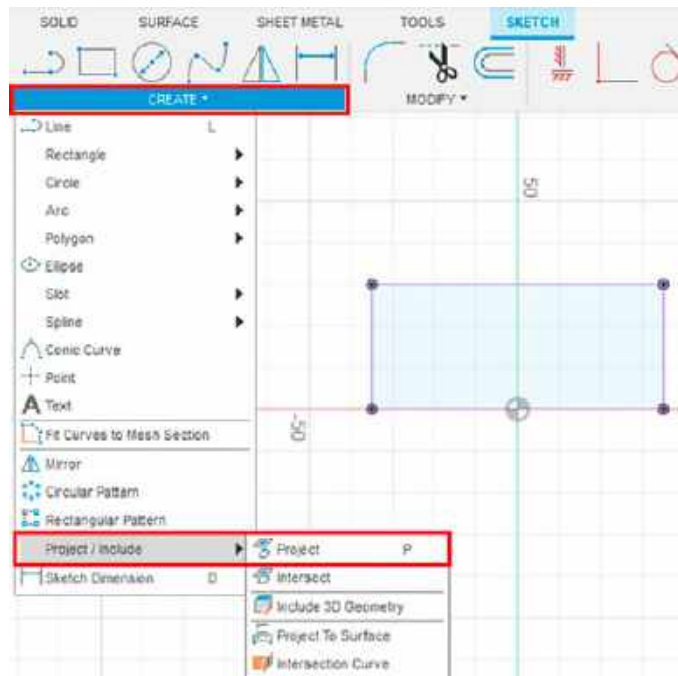 SOLID SURFACE SHEET METAL TOOLS SKETCH
CREATE MODIFY
Line L
Rectangle
Circle
Arc
Polygon
Ellipse
Slot
Spline
Conic Curve
Point
Text
Fit Curves to Mesh Section
Mirror
Circular Pattern
Rectangular Pattern
Project / Include
Project P
Sketch Dimension D
Intersect
Include 3D Geometry
Project To Surface
Intersection Curve
50
-50